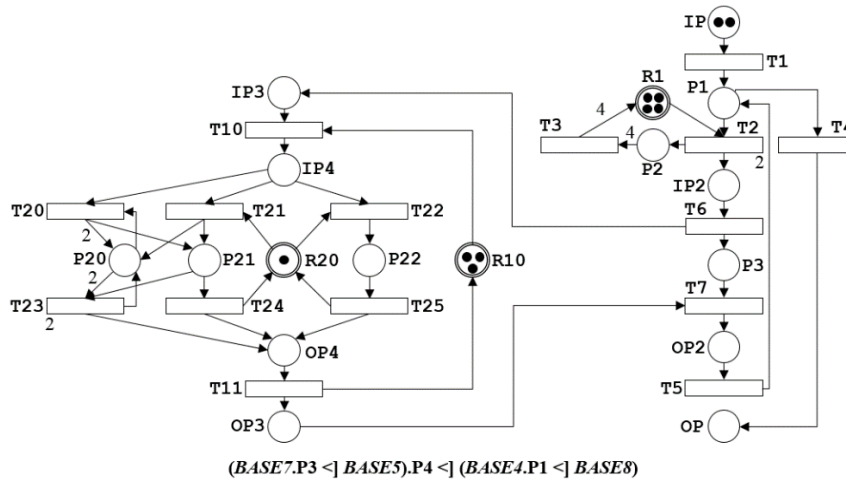 IP
T1
R1
P1
IP3
4
T3
4
T2
T4
T10
P2
2
IP2
IP4
T20
T21
T22
T6
2
P20
P21
R20
P22
R10
P3
2
T23
T24
T25
T7
2
OP4
OP2
T11
T5
OP3
OP
(BASE7.P3 <] BASE5).P4 <] (BASE4.P1 <] BASE8)